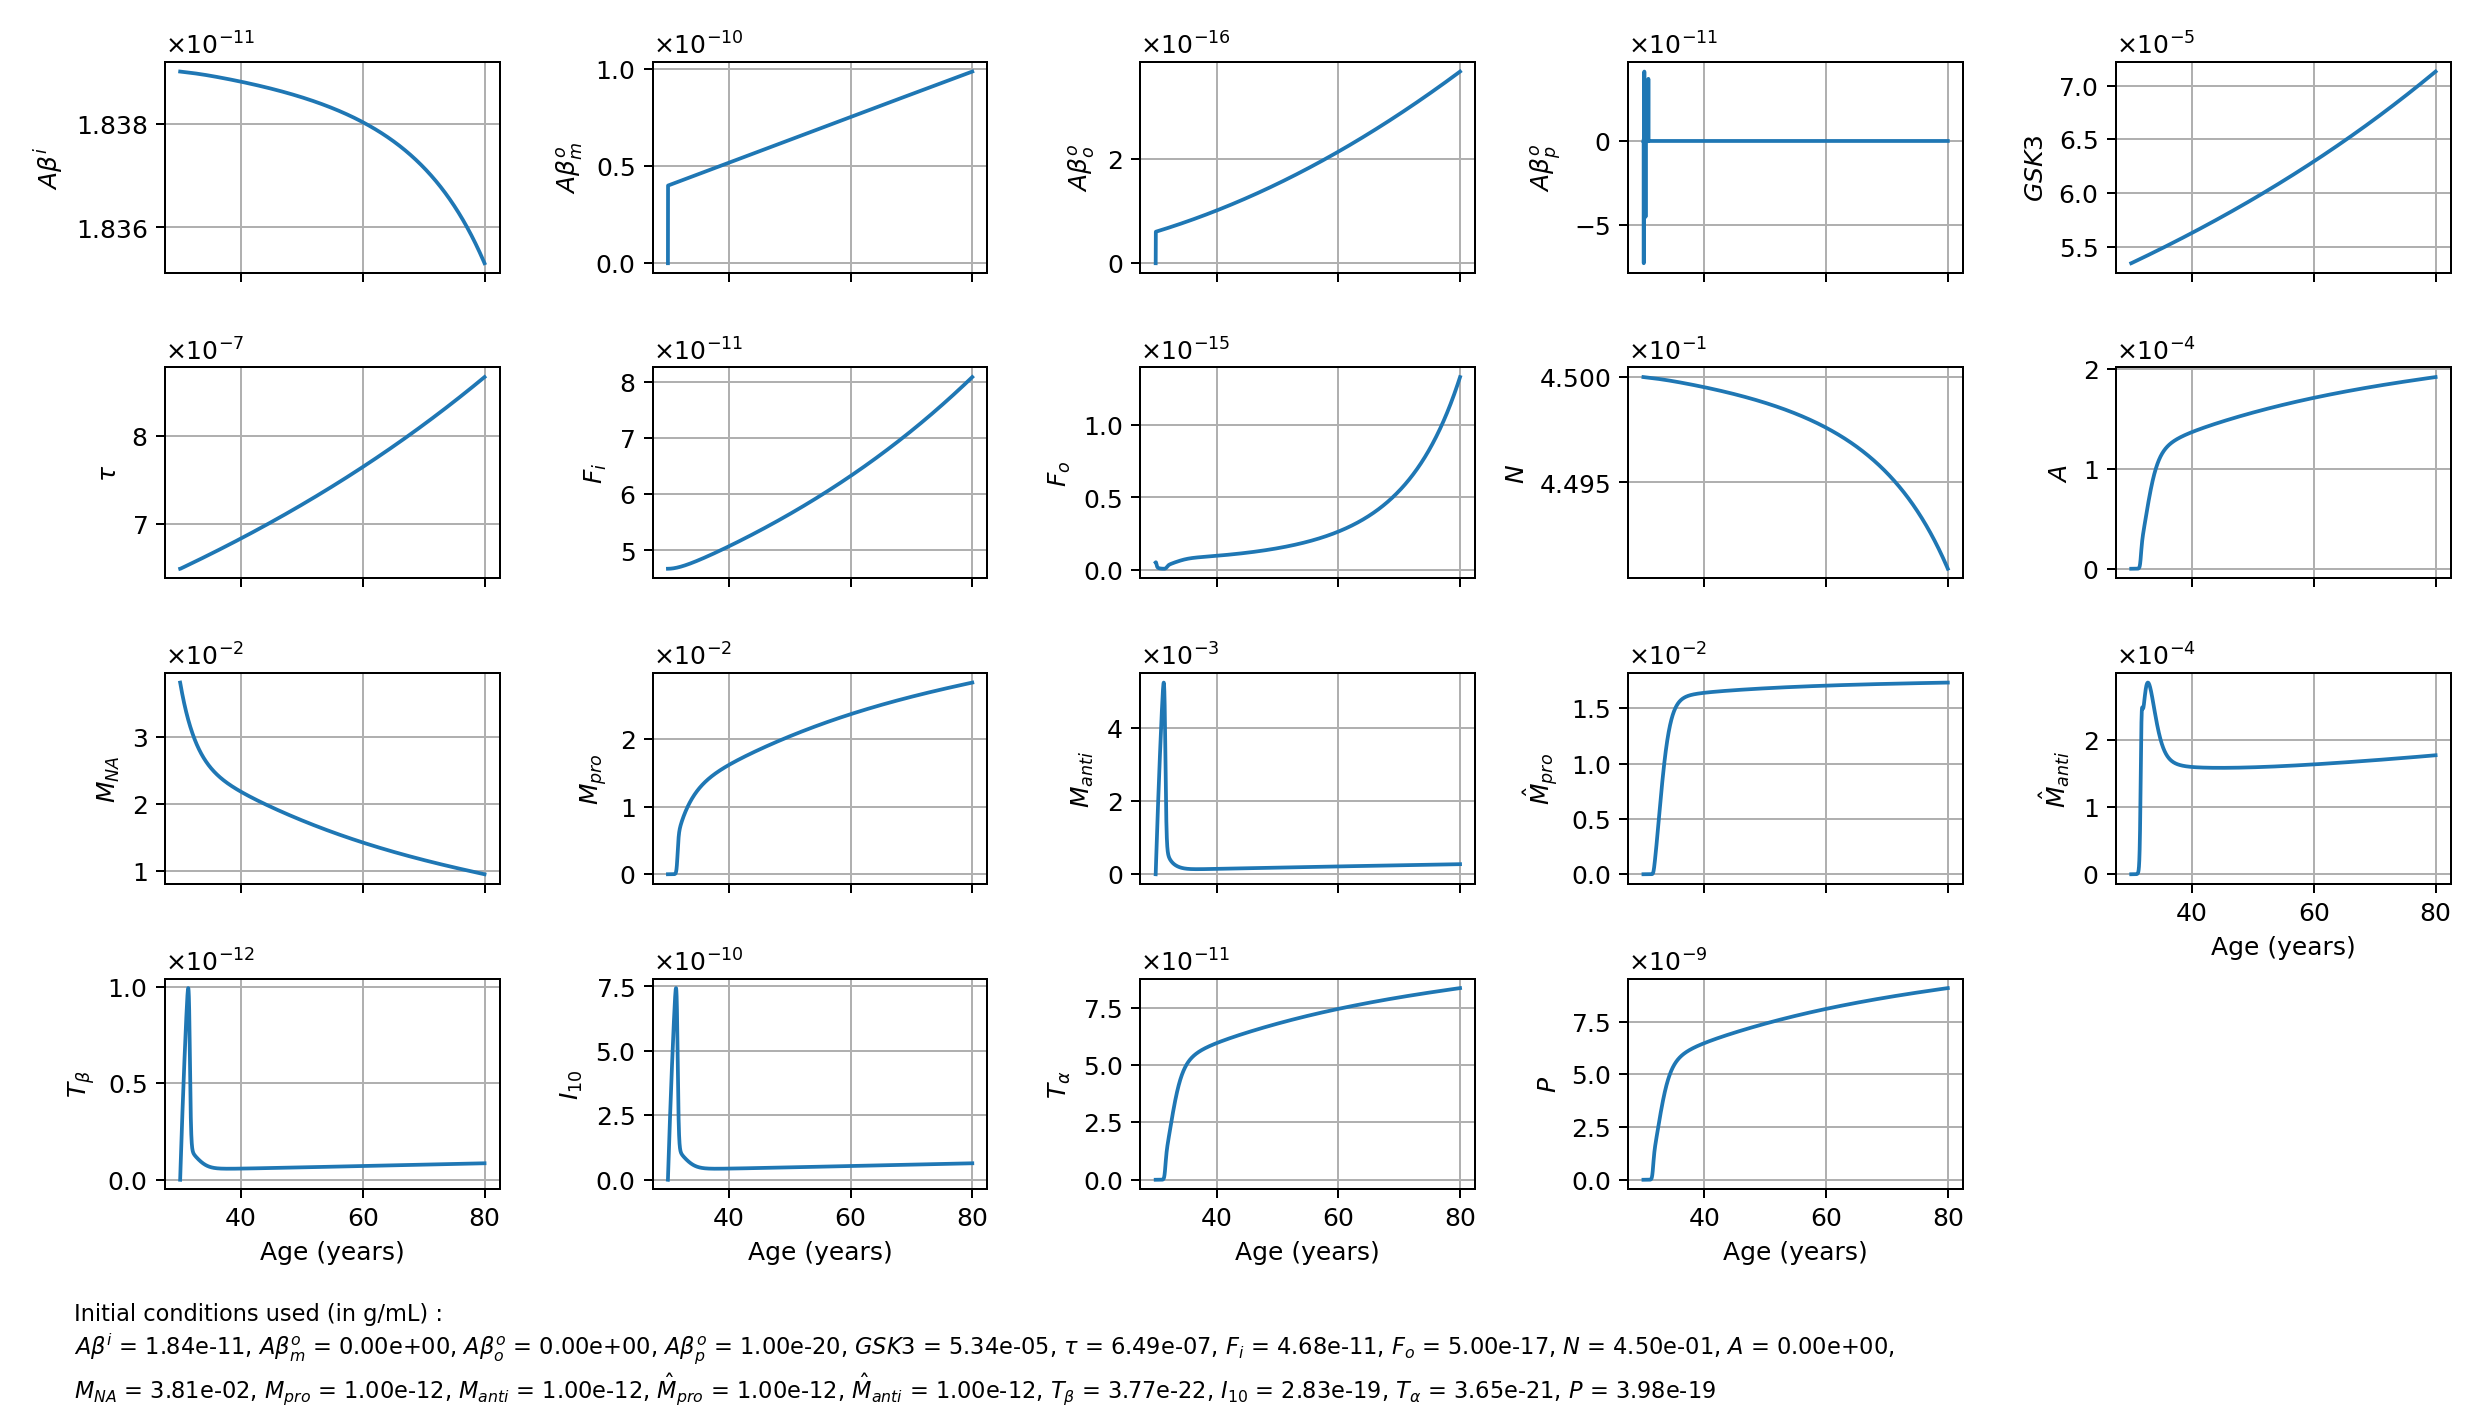 ×10⁻¹¹ ×10⁻¹⁰ ×10⁻¹⁶ ×10⁻¹¹ ×10⁻⁵
Aβⁱ 1.838 1.836
Aβₘᵒ 1.0 0.5 0.0
Aβₒᵒ 2 0
Aβₚᵒ 0 −5
GSK3 7.0 6.5 6.0 5.5
×10⁻⁷ ×10⁻¹¹ ×10⁻¹⁵ ×10⁻¹ ×10⁻⁴
τ 8 7
Fᵢ 8 7 6 5
Fₒ 1.0 0.5 0.0
N 4.500 4.495
A 2 1 0
×10⁻² ×10⁻² ×10⁻³ ×10⁻² ×10⁻⁴
M_NA 3 2 1
M_pro 2 1 0
M_anti 4 2 0
M̂_pro 1.5 1.0 0.5 0.0
M̂_anti 2 1 0
40 60 80
Age (years)
×10⁻¹² ×10⁻¹⁰ ×10⁻¹¹ ×10⁻⁹
T_β 1.0 0.5 0.0
I₁₀ 7.5 5.0 2.5 0.0
T_α 7.5 5.0 2.5 0.0
P 7.5 5.0 2.5 0.0
40 60 80 40 60 80 40 60 80 40 60 80
Age (years) Age (years) Age (years) Age (years)
Initial conditions used (in g/mL) :
Aβⁱ = 1.84e-11, Aβₘᵒ = 0.00e+00, Aβₒᵒ = 0.00e+00, Aβₚᵒ = 1.00e-20, GSK3 = 5.34e-05, τ = 6.49e-07, Fᵢ = 4.68e-11, Fₒ = 5.00e-17, N = 4.50e-01, A = 0.00e+00,
M_NA = 3.81e-02, M_pro = 1.00e-12, M_anti = 1.00e-12, M̂_pro = 1.00e-12, M̂_anti = 1.00e-12, T_β = 3.77e-22, I₁₀ = 2.83e-19, T_α = 3.65e-21, P = 3.98e-19